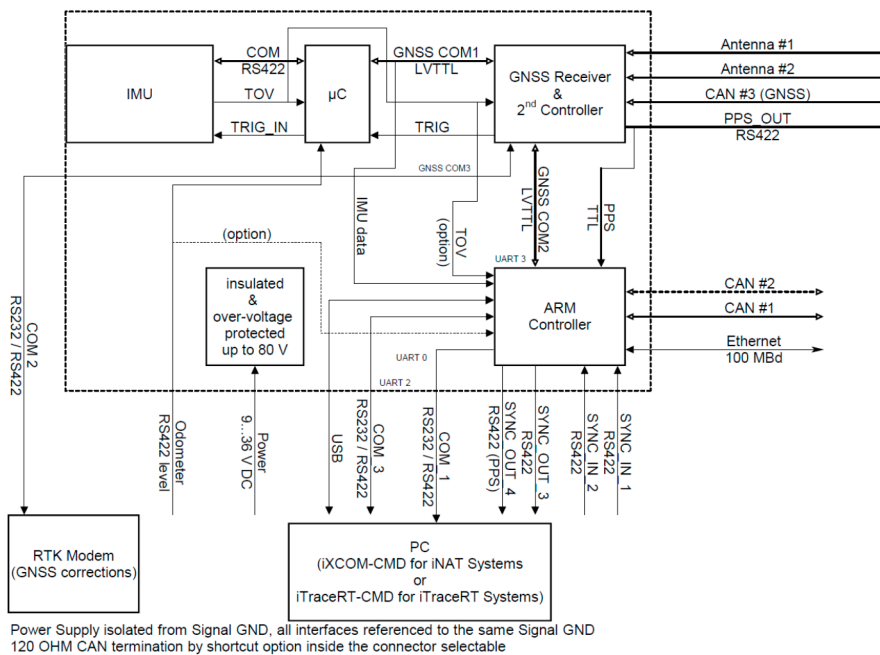 IMU
COM
RS422
TOV
TRIG_IN
µC
GNSS COM1
LVTTL
TRIG
GNSS Receiver
&
2nd Controller
Antenna #1
Antenna #2
CAN #3 (GNSS)
PPS_OUT
RS422
GNSS COM3
IMU data
TOV
(option)
GNSS COM2
LVTTL
PPS
TTL
(option)
UART 3
insulated
&
over-voltage
protected
up to 80 V
ARM
Controller
CAN #2
CAN #1
Ethernet
100 MBd
UART 0
UART 2
COM 2
RS232 / RS422
Odometer
RS422 level
Power
9...36 V DC
USB
COM_3
RS232 / RS422
COM_1
RS232 / RS422
SYNC_OUT_4
RS422 (PPS)
SYNC_OUT_3
RS422
SYNC_IN_2
RS422
SYNC_IN_1
RS422
RTK Modem
(GNSS corrections)
PC
(iXCOM-CMD for iNAT Systems
or
iTraceRT-CMD for iTraceRT Systems)
Power Supply isolated from Signal GND, all interfaces referenced to the same Signal GND
120 OHM CAN termination by shortcut option inside the connector selectable